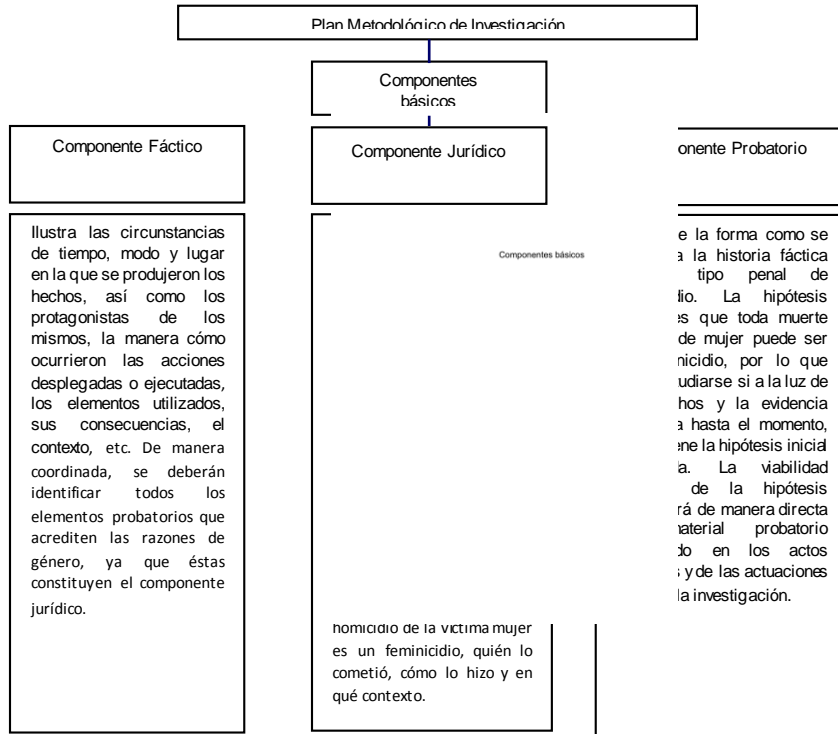 Plan Metodológico de Investigación
Componentes
básicos
Componente Fáctico
Componente Jurídico
onente Probatorio
Ilustra las circunstancias
de tiempo, modo y lugar
en la que se produjeron los
hechos, así como los
protagonistas de los
mismos, la manera cómo
ocurrieron las acciones
desplegadas o ejecutadas,
los elementos utilizados,
sus consecuencias, el
contexto, etc. De manera
coordinada, se deberán
identificar todos los
elementos probatorios que
acrediten las razones de
género, ya que éstas
constituyen el componente
jurídico.
Componentes básicos
homicidio de la víctima mujer
es un feminicidio, quién lo
cometió, cómo lo hizo y en
qué contexto.
e la forma como se
a la historia fáctica
tipo penal de
dio. La hipótesis
es que toda muerte
de mujer puede ser
nicidio, por lo que
udiarse si a la luz de
hos y la evidencia
a hasta el momento,
ene la hipótesis inicial
da. La viabilidad
de la hipótesis
rá de manera directa
material probatorio
do en los actos
s y de las actuaciones
la investigación.